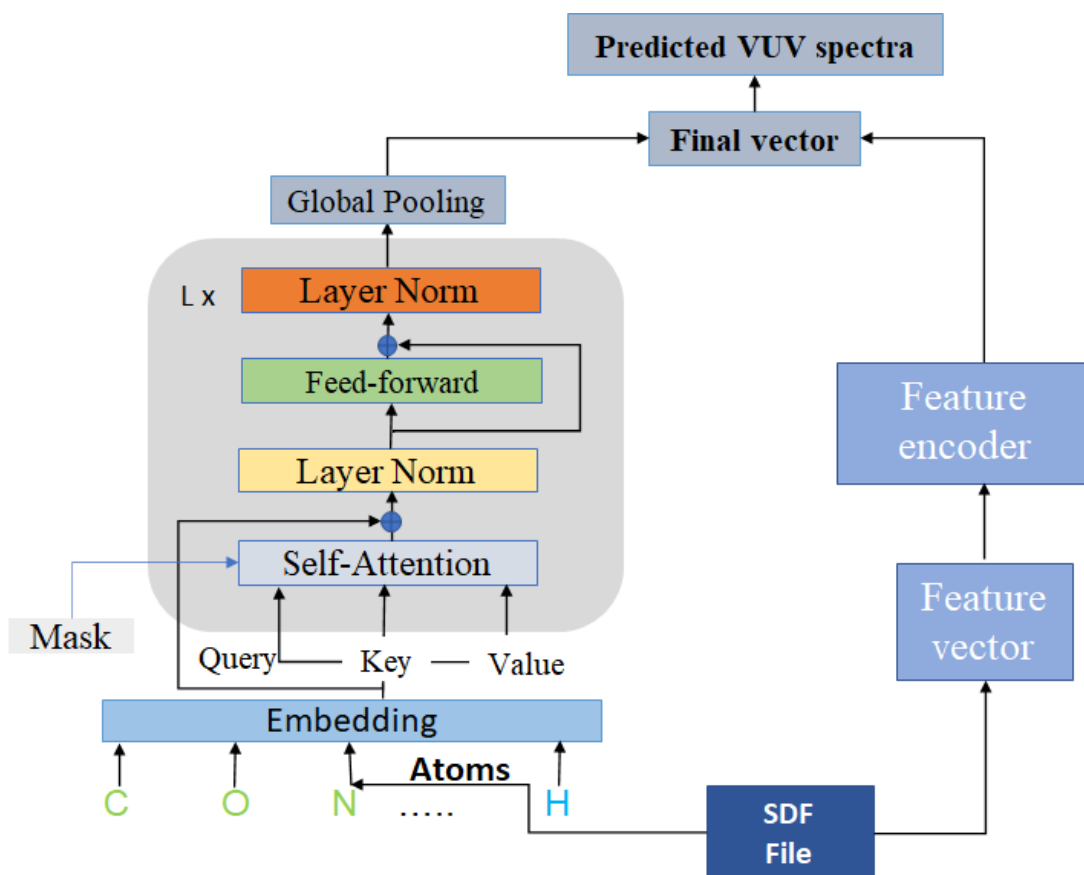 Predicted VUV spectra
Final vector
Global Pooling
L x
Layer Norm
Feed-forward
Layer Norm
Self-Attention
Mask
Query
Key
Value
Embedding
Atoms
C O N ..... H
Feature
encoder
Feature
vector
SDF
File